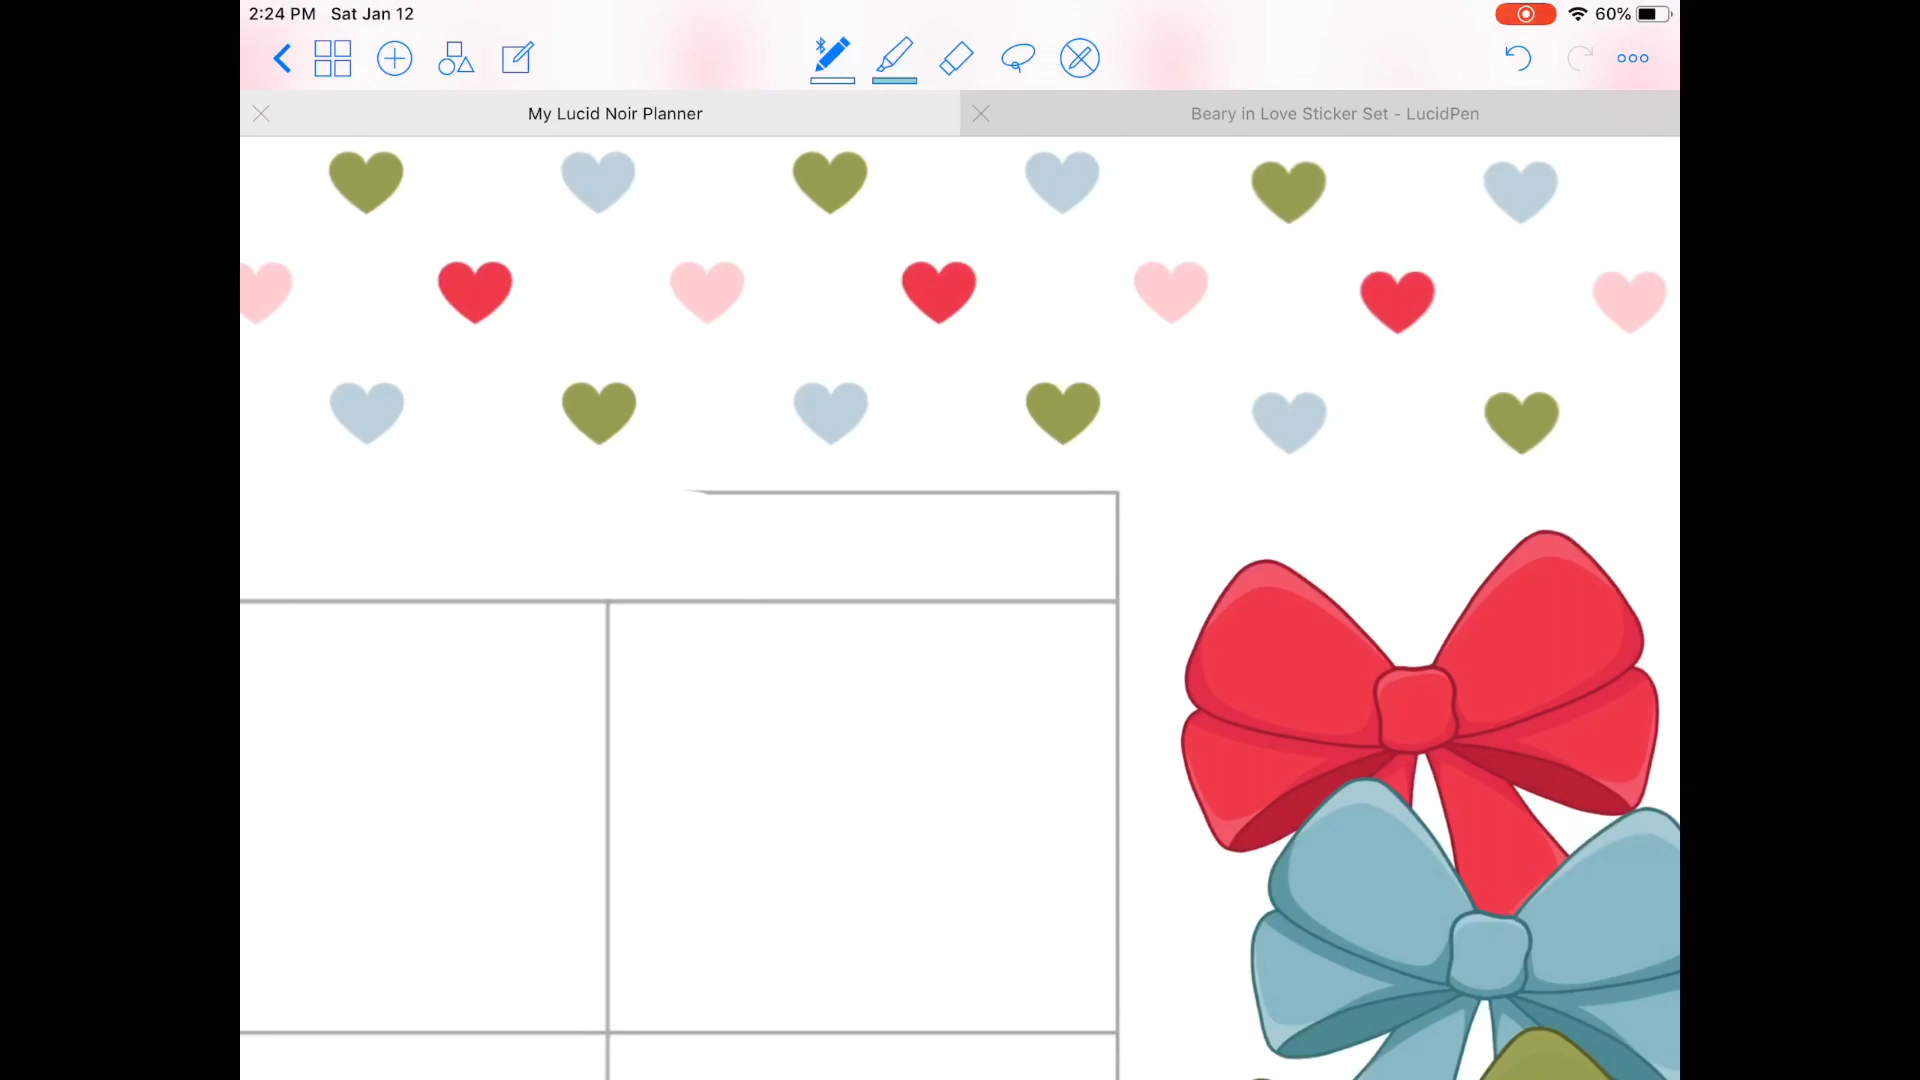 2:24 PM Sat Jan 12
60%
My Lucid Noir Planner
Beary in Love Sticker Set - LucidPen